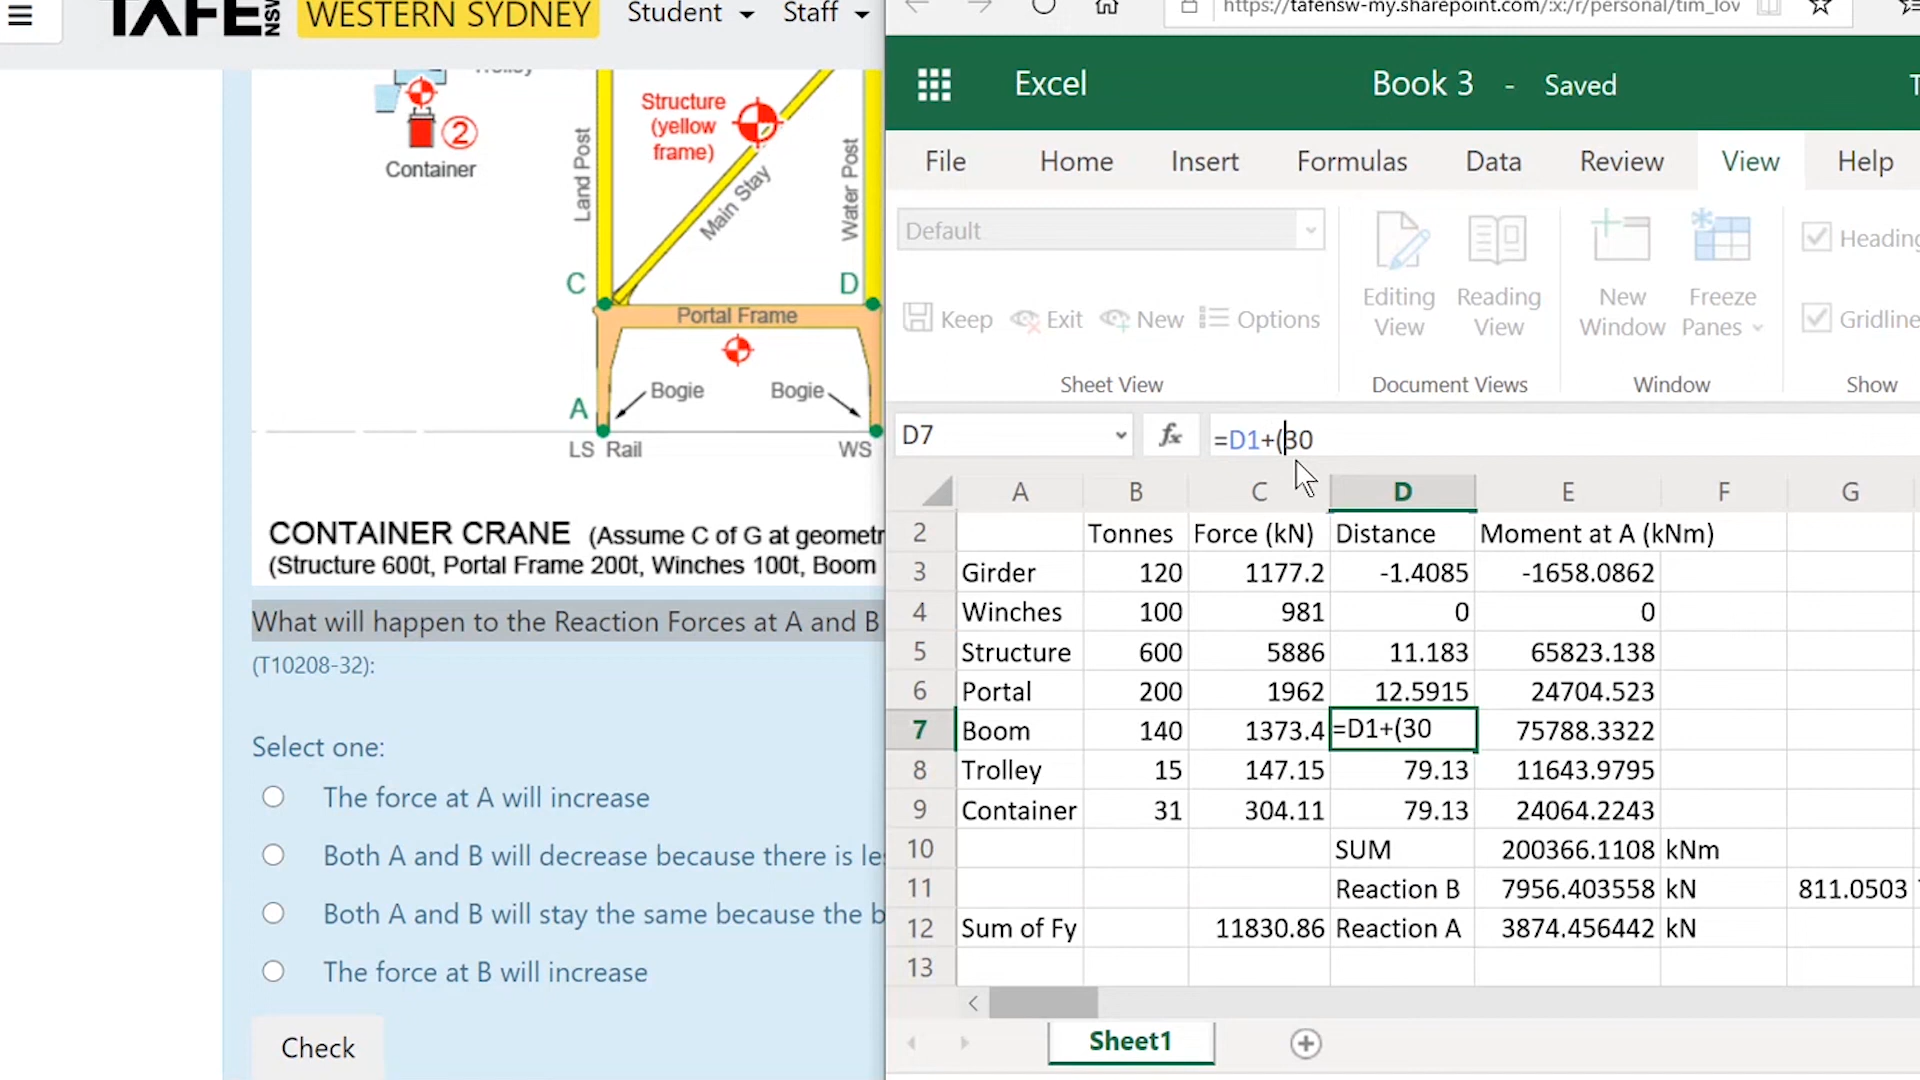 TAFE NSW WESTERN SYDNEY Student Staff
Structure
(yellow
frame)
2
Container
Land Post
Main Stay
Water Post
C
D
Portal Frame
Bogie
Bogie
A
LS Rail
WS
CONTAINER CRANE (Assume C of G at geometr
(Structure 600t, Portal Frame 200t, Winches 100t, Boom
What will happen to the Reaction Forces at A and B
(T10208-32):
Select one:
The force at A will increase
Both A and B will decrease because there is le
Both A and B will stay the same because the b
The force at B will increase
Check
https://tafensw-my.sharepoint.com/:x:/r/personal/tim_lov
Excel Book 3 - Saved
File Home Insert Formulas Data Review View Help
Default
Keep Exit New Options
Sheet View
Editing View
Reading View
Document Views
New Window
Freeze Panes
Window
Heading
Gridline
Show
D7 fx =D1+(30
A B C D E F G
2 Tonnes Force (kN) Distance Moment at A (kNm)
3 Girder 120 1177.2 -1.4085 -1658.0862
4 Winches 100 981 0 0
5 Structure 600 5886 11.183 65823.138
6 Portal 200 1962 12.5915 24704.523
7 Boom 140 1373.4 =D1+(30 75788.3322
8 Trolley 15 147.15 79.13 11643.9795
9 Container 31 304.11 79.13 24064.2243
10 SUM 200366.1108 kNm
11 Reaction B 7956.403558 kN 811.0503
12 Sum of Fy 11830.86 Reaction A 3874.456442 kN
13
Sheet1